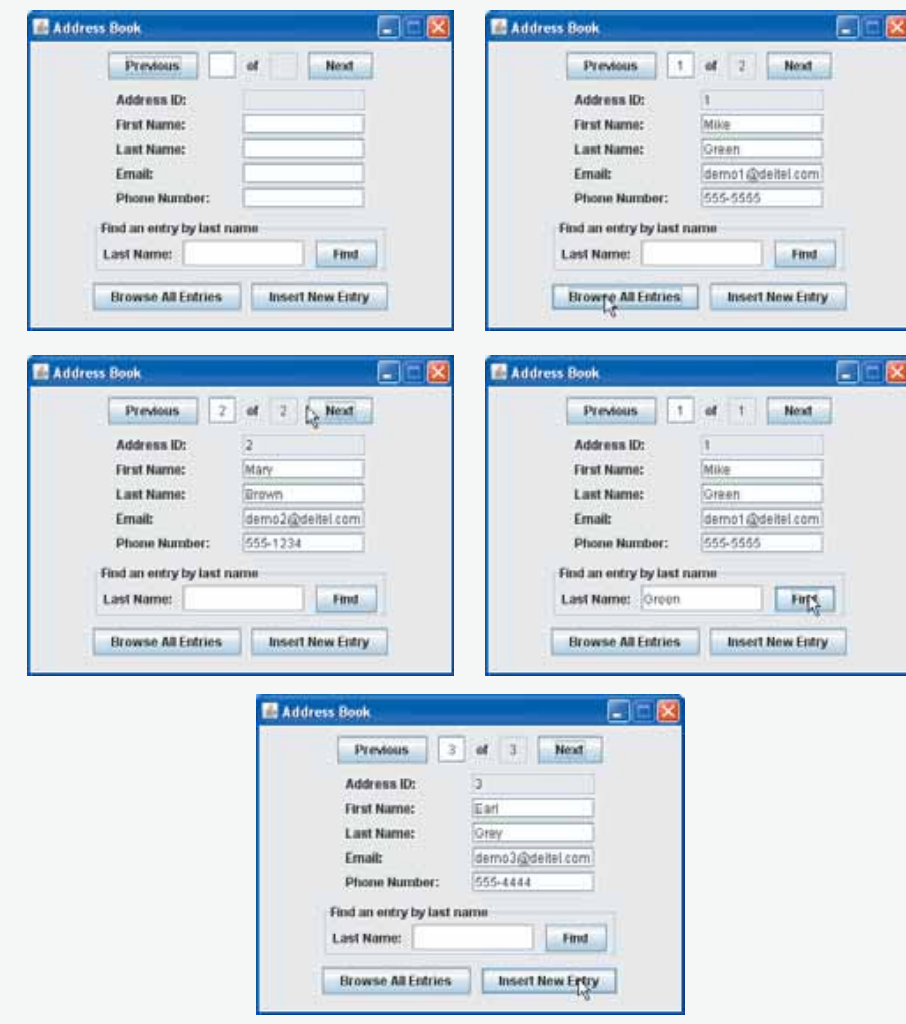 Address Book
Previous of Next
Address ID:
First Name:
Last Name:
Email:
Phone Number:
Find an entry by last name
Last Name: Find
Browse All Entries Insert New Entry
Address Book
Previous 1 of 2 Next
Address ID: 1
First Name: Mike
Last Name: Green
Email: demo1@deitel.com
Phone Number: 555-5555
Find an entry by last name
Last Name: Find
Browse All Entries Insert New Entry
Address Book
Previous 2 of 2 Next
Address ID: 2
First Name: Mary
Last Name: Brown
Email: demo2@deitel.com
Phone Number: 555-1234
Find an entry by last name
Last Name: Find
Browse All Entries Insert New Entry
Address Book
Previous 1 of 1 Next
Address ID: 1
First Name: Mike
Last Name: Green
Email: demo1@deitel.com
Phone Number: 555-5555
Find an entry by last name
Last Name: Green Find
Browse All Entries Insert New Entry
Address Book
Previous 3 of 3 Next
Address ID: 3
First Name: Earl
Last Name: Grey
Email: demo3@deitel.com
Phone Number: 555-4444
Find an entry by last name
Last Name: Find
Browse All Entries Insert New Entry